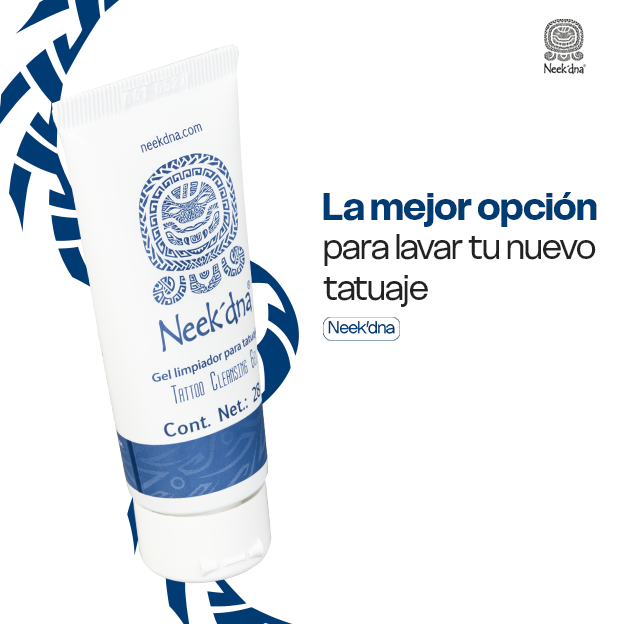 Neek'dna®
neekdna.com
Neek'dna®
Gel limpiador para
TATTOO CLEANSING
Cont. Net.: 28
La mejor opción
para lavar tu nuevo
tatuaje
Neek'dna